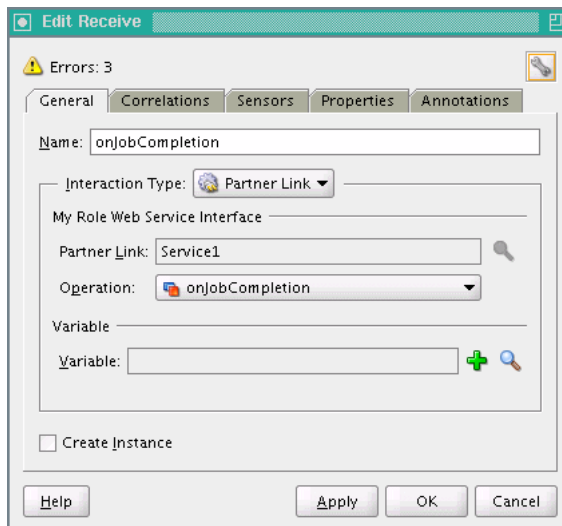 Edit Receive
Errors: 3
General Correlations Sensors Properties Annotations
Name: onJobCompletion
Interaction Type: Partner Link
My Role Web Service Interface
Partner Link: Service1
Operation: onJobCompletion
Variable
Variable:
Create Instance
Help Apply OK Cancel